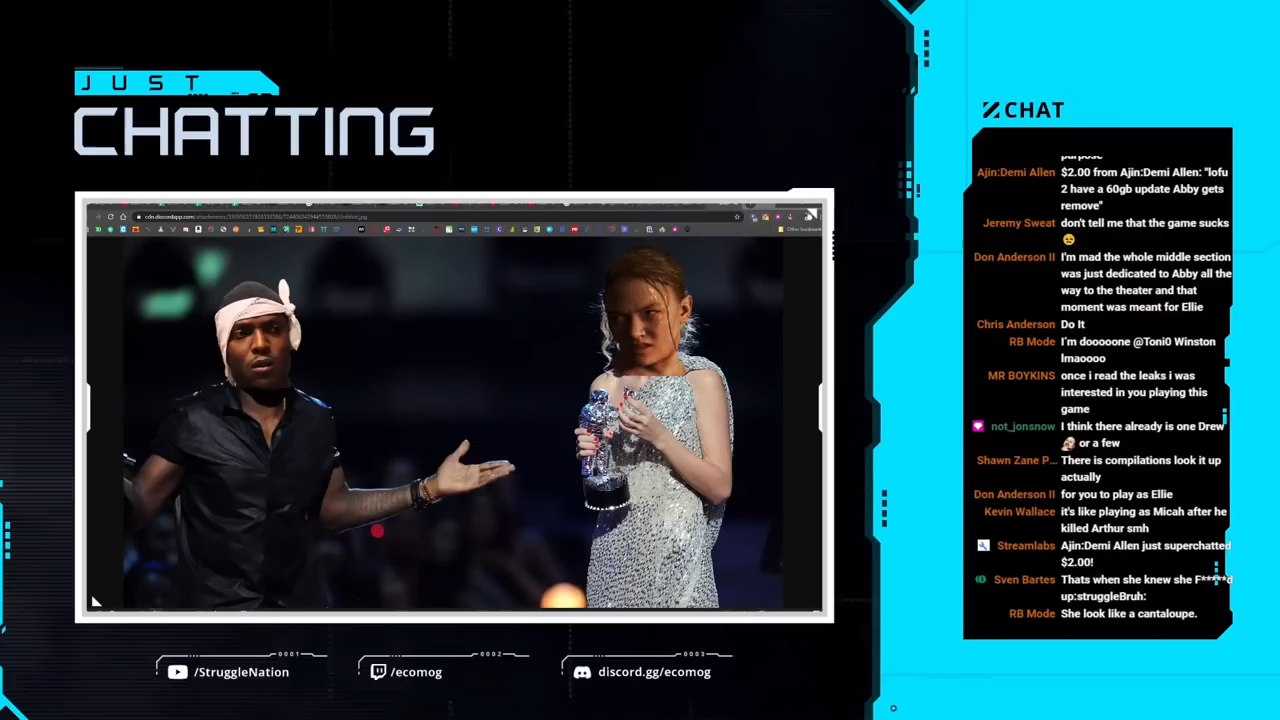 JUST
CHATTING
CHAT
purpose
Ajin:Demi Allen $2.00 from Ajin:Demi Allen: "lofu
2 have a 60gb update Abby gets
remove"
Jeremy Sweat don't tell me that the game sucks
😒
Don Anderson II I'm mad the whole middle section
was just dedicated to Abby all the
way to the theater and that
moment was meant for Ellie
Chris Anderson Do It
RB Mode I'm dooooone @Toni0 Winston
lmaoooo
MR BOYKINS once i read the leaks i was
interested in you playing this
game
not_jonsnow I think there already is one Drew
or a few
Shawn Zane P... There is compilations look it up
actually
Don Anderson II for you to play as Ellie
Kevin Wallace it's like playing as Micah after he
killed Arthur smh
Streamlabs Ajin:Demi Allen just superchatted
$2.00!
Sven Bartes Thats when she knew she F*****d
up:struggleBruh:
RB Mode She look like a cantaloupe.
0001
/StruggleNation
0002
/ecomog
0003
discord.gg/ecomog